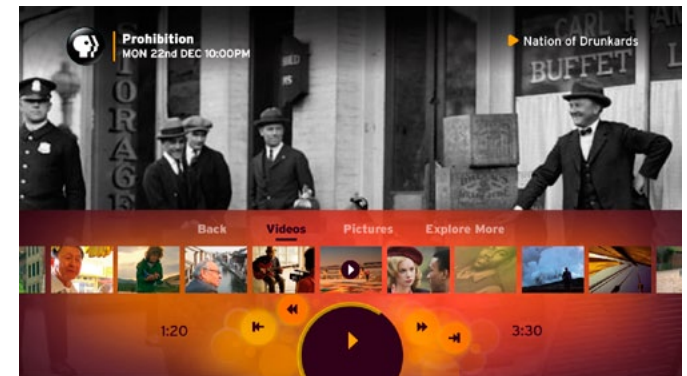 Prohibition
MON 22nd DEC 10:00PM
Nation of Drunkards
STORAGE
CARL
BUFFET
L
Back
Videos
Pictures
Explore More
1:20
3:30